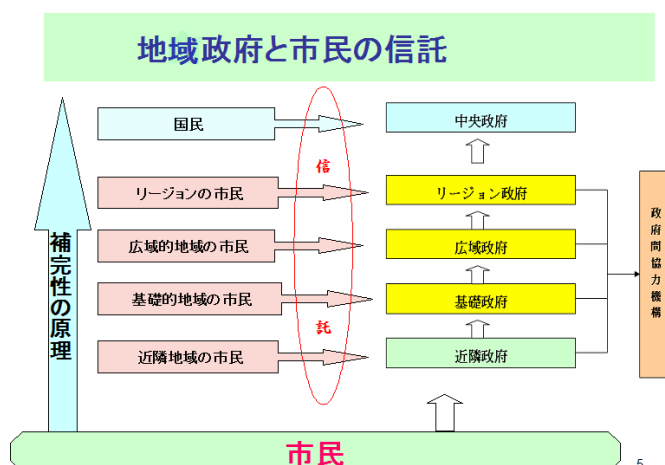 地域政府と市民の信託
国民
中央政府
信
リージョンの市民
リージョン政府
広域的地域の市民
広域政府
基礎的地域の市民
基礎政府
託
近隣地域の市民
近隣政府
補完性の原理
政府間協力機構
市民
5